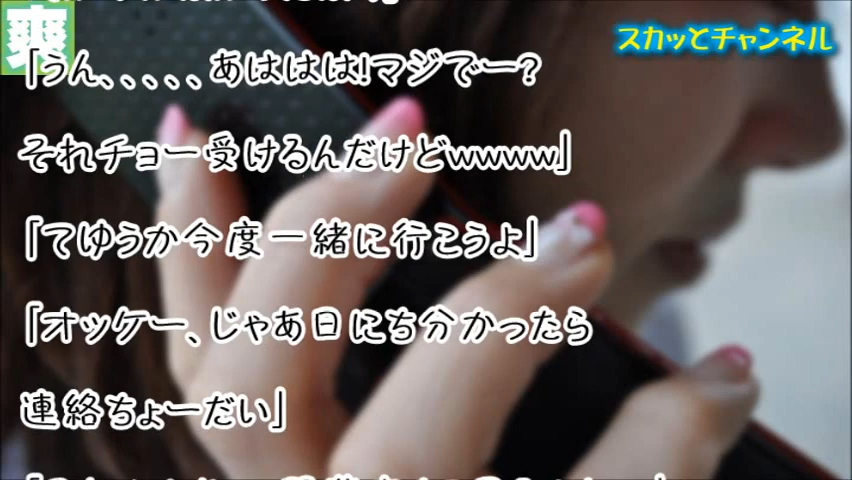 爽
スカッとチャンネル
「うん、、、、、あははは!マジでー?
それチョー受けるんだけどwwww」
「てゆうか今度一緒に行こうよ」
「オッケー、じゃあ日にち分かったら
連絡ちょーだい」